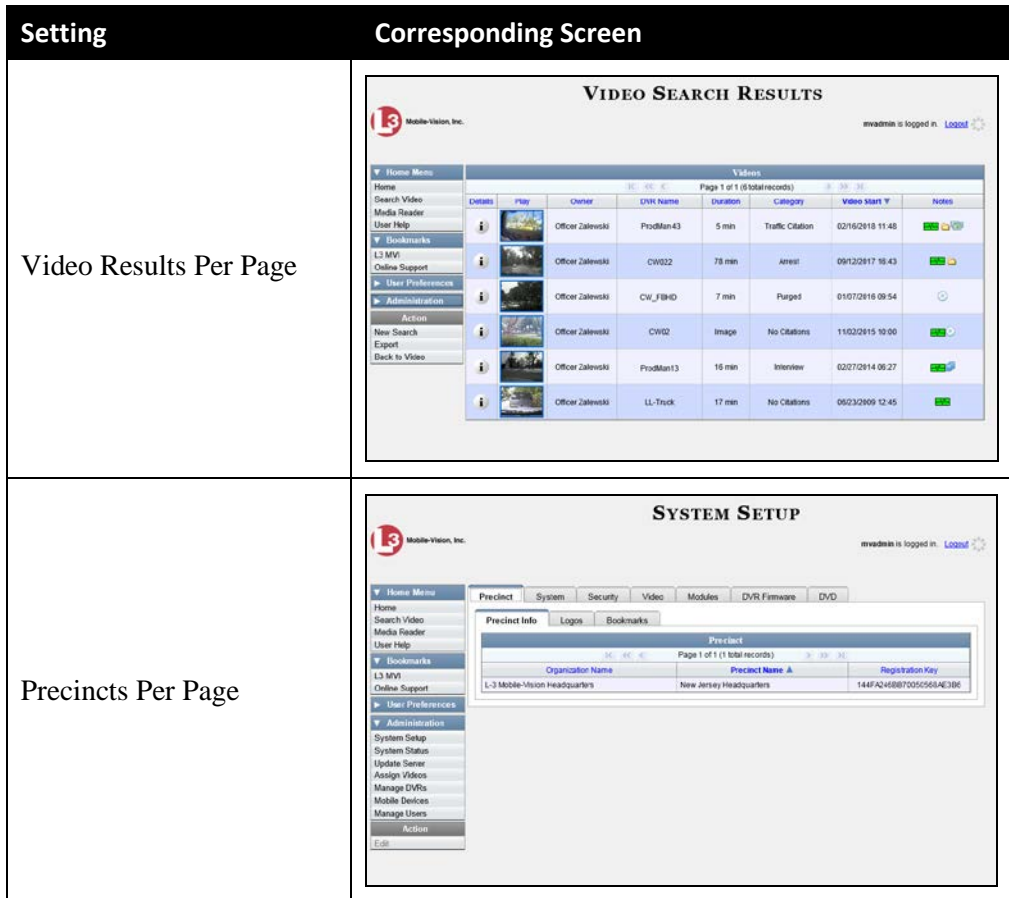 Setting Corresponding Screen
Video Results Per Page
VIDEO SEARCH RESULTS
L3 Mobile-Vision, Inc.
mvadmin is logged in. Logout
▼ Home Menu
Home
Search Video
Media Reader
User Help
▼ Bookmarks
L3 MVI
Online Support
► User Preferences
► Administration
Action
New Search
Export
Back to Video
Videos
Page 1 of 1 (6 total records)
Details Play Owner DVR Name Duration Category Video Start ▼ Notes
Officer Zalewski ProdMan43 5 min Traffic Citation 02/16/2018 11:48
Officer Zalewski CW022 78 min Arrest 09/12/2017 18:43
Officer Zalewski CW_FBHD 7 min Purged 01/07/2016 09:54
Officer Zalewski CW02 Image No Citations 11/02/2015 10:00
Officer Zalewski ProdMan13 16 min Interview 02/27/2014 06:27
Officer Zalewski LL-Truck 17 min No Citations 06/23/2009 12:45
Precincts Per Page
SYSTEM SETUP
L3 Mobile-Vision, Inc.
mvadmin is logged in. Logout
▼ Home Menu
Home
Search Video
Media Reader
User Help
▼ Bookmarks
L3 MVI
Online Support
► User Preferences
▼ Administration
System Setup
System Status
Update Server
Assign Videos
Manage DVRs
Mobile Devices
Manage Users
Action
Edit
Precinct System Security Video Modules DVR Firmware DVD
Precinct Info Logos Bookmarks
Precinct
Page 1 of 1 (1 total records)
Organization Name Precinct Name ▲ Registration Key
L-3 Mobile-Vision Headquarters New Jersey Headquarters